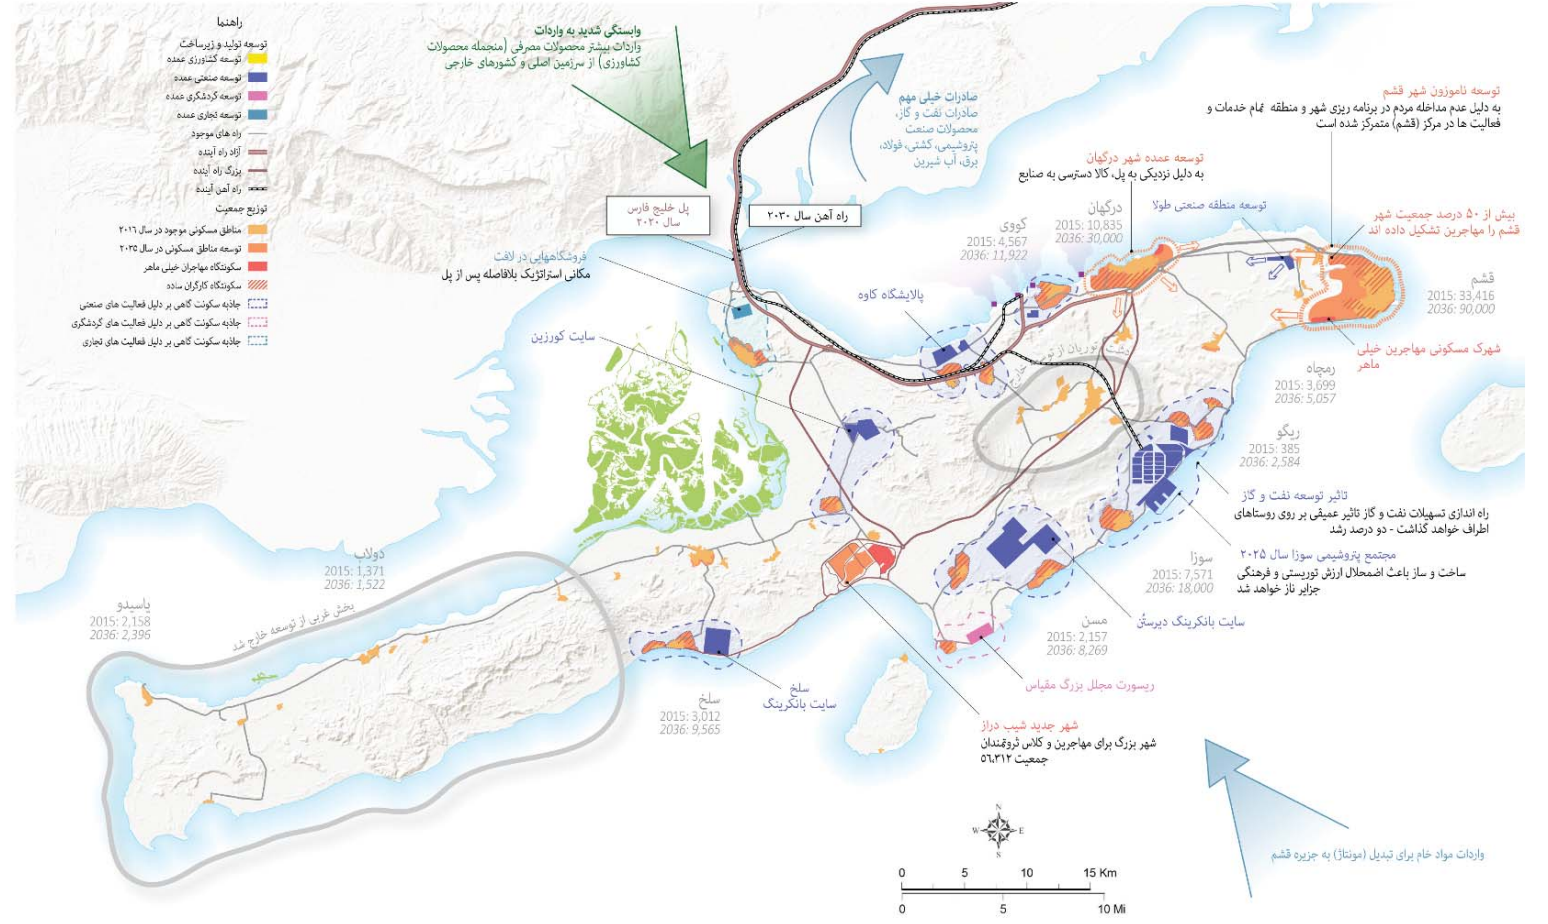 راهنما
توسعه تولید و زیرساخت
توسعه کشاورزی عمده
توسعه صنعتی عمده
توسعه گردشگری عمده
توسعه تجاری عمده
راه های موجود
آزاد راه آینده
بزرگ راه آینده
راه آهن آینده
توزیع جمعیت
مناطق مسکونی موجود در سال ۲۰۱٦
توسعه مناطق مسکونی در سال ۲۰۳۵
سکونتگاه مهاجران خیلی ماهر
سکونتگاه کارگران ساده
جاذبه سکونت گاهی بر دلیل فعالیت های صنعتی
جاذبه سکونت گاهی بر دلیل فعالیت های گردشگری
جاذبه سکونت گاهی بر دلیل فعالیت های تجاری
وابستگی شدید به واردات
واردات بیشتر محصولات مصرفی (منجمله محصولات
کشاورزی) از سرزمین اصلی و کشورهای خارجی
صادرات خیلی مهم
صادرات نفت و گاز،
محصولات صنعت
پتروشیمی، کشتی، فولاد،
برق، آب شیرین
توسعه ناموزون شهر قشم
به دلیل عدم مداخله مردم در برنامه ریزی شهر و منطقه تمام خدمات و
فعالیت ها در مرکز (قشم) متمرکز شده است
توسعه عمده شهر درگهان
به دلیل نزدیکی به پل، کالا دسترسی به صنایع
پل خلیج فارس
سال ۲۰۲۰
راه آهن سال ۲۰۳۰
توسعه منطقه صنعتی طولا
بیش از ۵۰ درصد جمعیت شهر
قشم را مهاجرین تشکیل داده اند
درگهان
2015: 10,835
2036: 30,000
کووی
2015: 4,567
2036: 11,922
فروشگاههایی در لافت
مکانی استراتژیک بلافاصله پس از پل
پالایشگاه کاوه
قشم
2015: 33,416
2036: 90,000
سایت کورزین
شهرک مسکونی مهاجرین خیلی
ماهر
رمچاه
2015: 3,699
2036: 5,057
ریگو
2015: 385
2036: 2,584
تاثیر توسعه نفت و گاز
راه اندازی تسهیلات نفت و گاز تاثیر عمیقی بر روی روستاهای
اطراف خواهد گذاشت - دو درصد رشد
مجتمع پتروشیمی سوزا سال ۲۰۲۵
ساخت و ساز باعث اضمحلال ارزش توریستی و فرهنگی
جزایر ناز خواهد شد
سوزا
2015: 7,571
2036: 18,000
دولاب
2015: 1,371
2036: 1,522
بخش غربی از توسعه خارج شد
یاسیدو
2015: 2,158
2036: 2,396
سایت بانکرینگ دیرستن
مسن
2015: 2,157
2036: 8,269
ریسورت مجلل بزرگ مقیاس
سلخ
سایت بانکرینگ
سلخ
2015: 3,012
2036: 9,565
شهر جدید شیب دراز
شهر بزرگ برای مهاجرین و کلاس ثروتمندان
جمعیت ٥٦،٣١٢
واردات مواد خام برای تبدیل (مونتاژ) به جزیره قشم
N
W E
S
0 5 10 15 Km
0 5 10 Mi